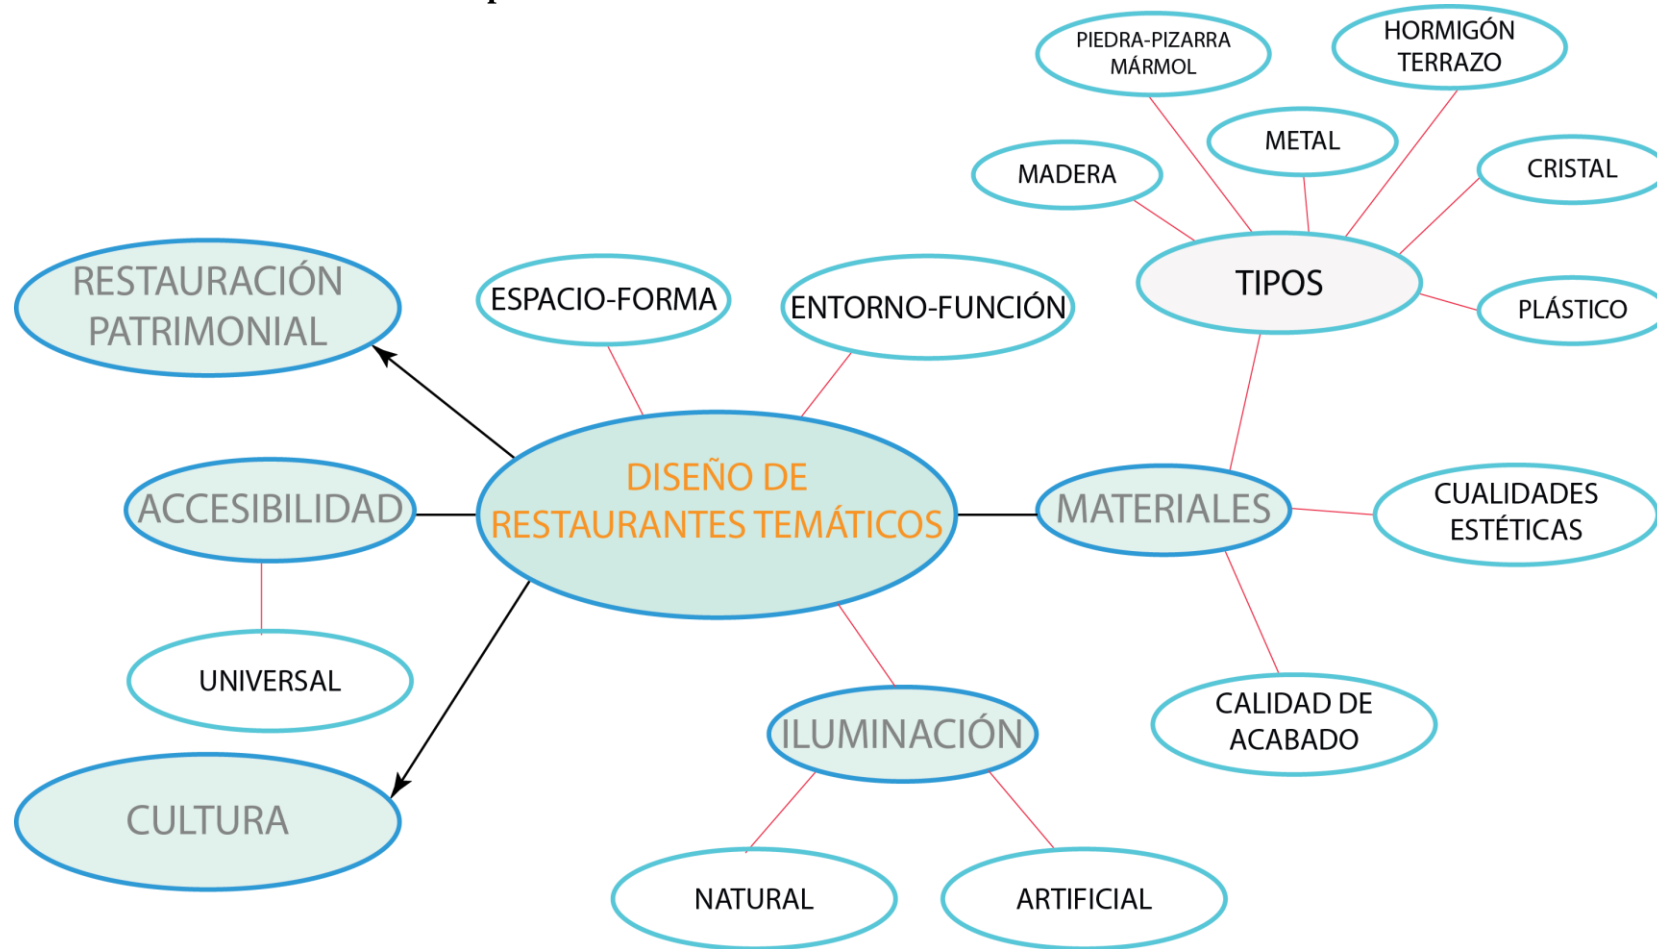 PIEDRA-PIZARRA
MÁRMOL
HORMIGÓN
TERRAZO
METAL
MADERA
CRISTAL
TIPOS
PLÁSTICO
RESTAURACIÓN
PATRIMONIAL
ESPACIO-FORMA
ENTORNO-FUNCIÓN
DISEÑO DE
RESTAURANTES TEMÁTICOS
ACCESIBILIDAD
MATERIALES
CUALIDADES
ESTÉTICAS
UNIVERSAL
CALIDAD DE
ACABADO
ILUMINACIÓN
CULTURA
NATURAL
ARTIFICIAL